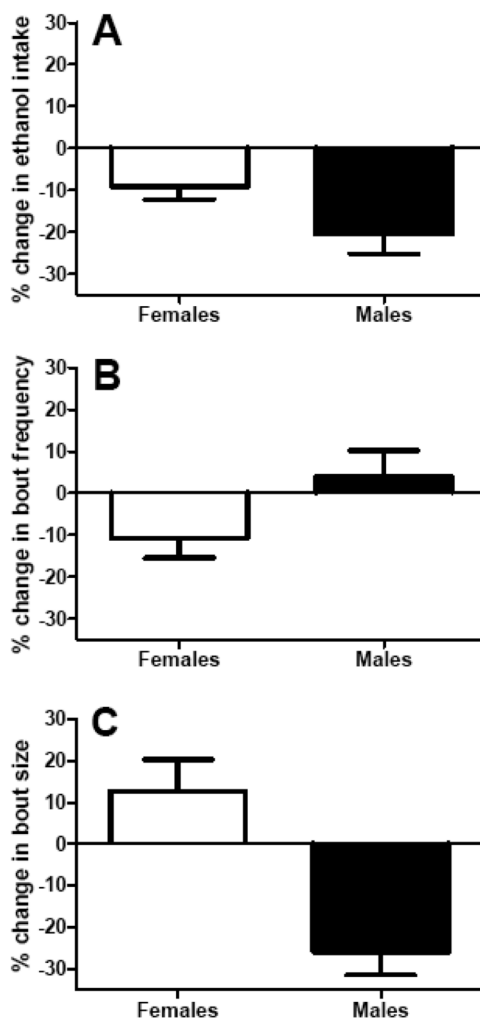 A
% change in ethanol intake
30
20
10
0
-10
-20
-30
Females Males
B
% change in bout frequency
30
20
10
0
-10
-20
-30
Females Males
C
% change in bout size
30
20
10
0
-10
-20
-30
Females Males